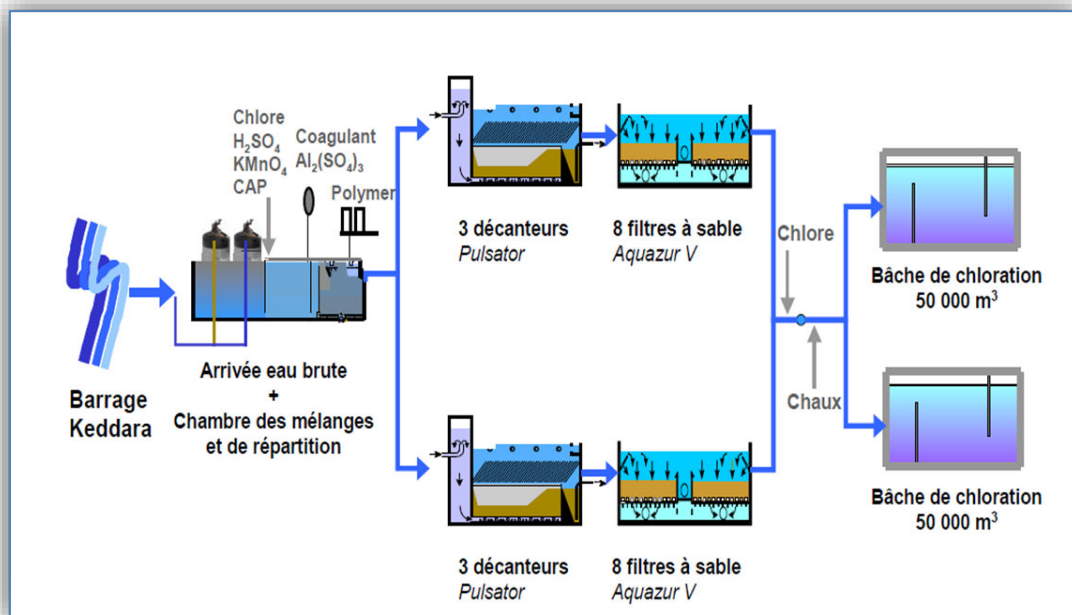 Chlore
H₂SO₄
KMnO₄
CAP
Coagulant
Al₂(SO₄)₃
Polymer
Barrage
Keddara
Arrivée eau brute
+
Chambre des mélanges
et de répartition
3 décanteurs
Pulsator
8 filtres à sable
Aquazur V
3 décanteurs
Pulsator
8 filtres à sable
Aquazur V
Chlore
Chaux
Bâche de chloration
50 000 m³
Bâche de chloration
50 000 m³